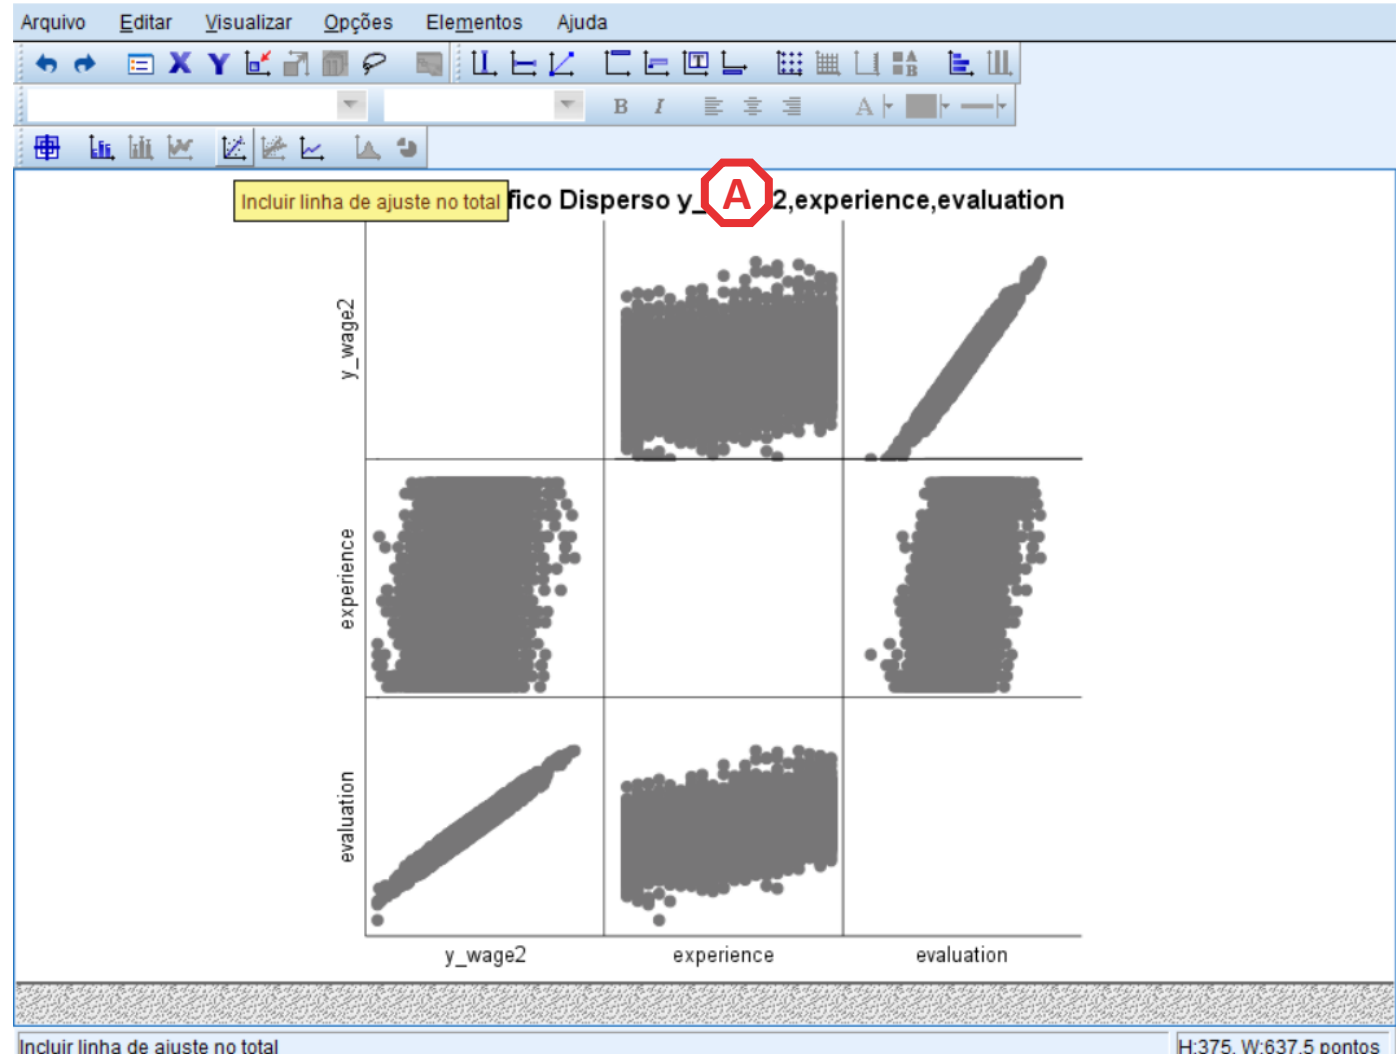 Arquivo Editar Visualizar Opções Elementos Ajuda
B I A
Incluir linha de ajuste no total
fico Disperso y_ A 2,experience,evaluation
y_wage2
experience
evaluation
y_wage2 experience evaluation
Incluir linha de ajuste no total H:375, W:637,5 pontos